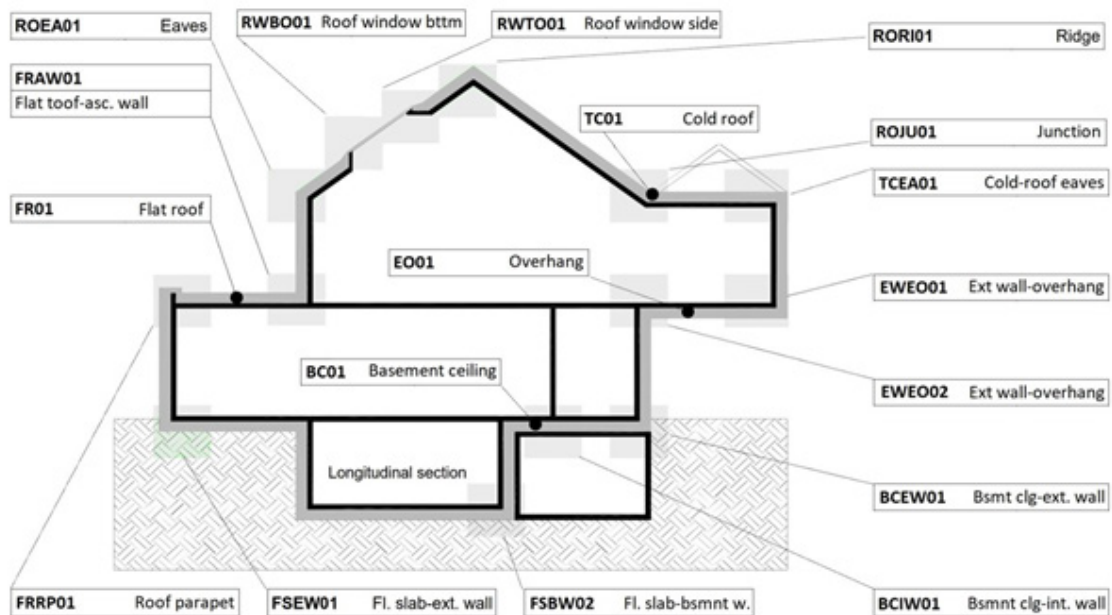 ROEA01 Eaves
RWBO01 Roof window bttm
RWTO01 Roof window side
RORI01 Ridge
FRAW01
Flat toof-asc. wall
TC01 Cold roof
ROJU01 Junction
TCEA01 Cold-roof eaves
FR01 Flat roof
EO01 Overhang
EWEO01 Ext wall-overhang
BC01 Basement ceiling
EWEO02 Ext wall-overhang
Longitudinal section
BCEW01 Bsmt clg-ext. wall
FRRP01 Roof parapet
FSEW01 Fl. slab-ext. wall
FSBW02 Fl. slab-bsmnt w.
BCIW01 Bsmnt clg-int. wall